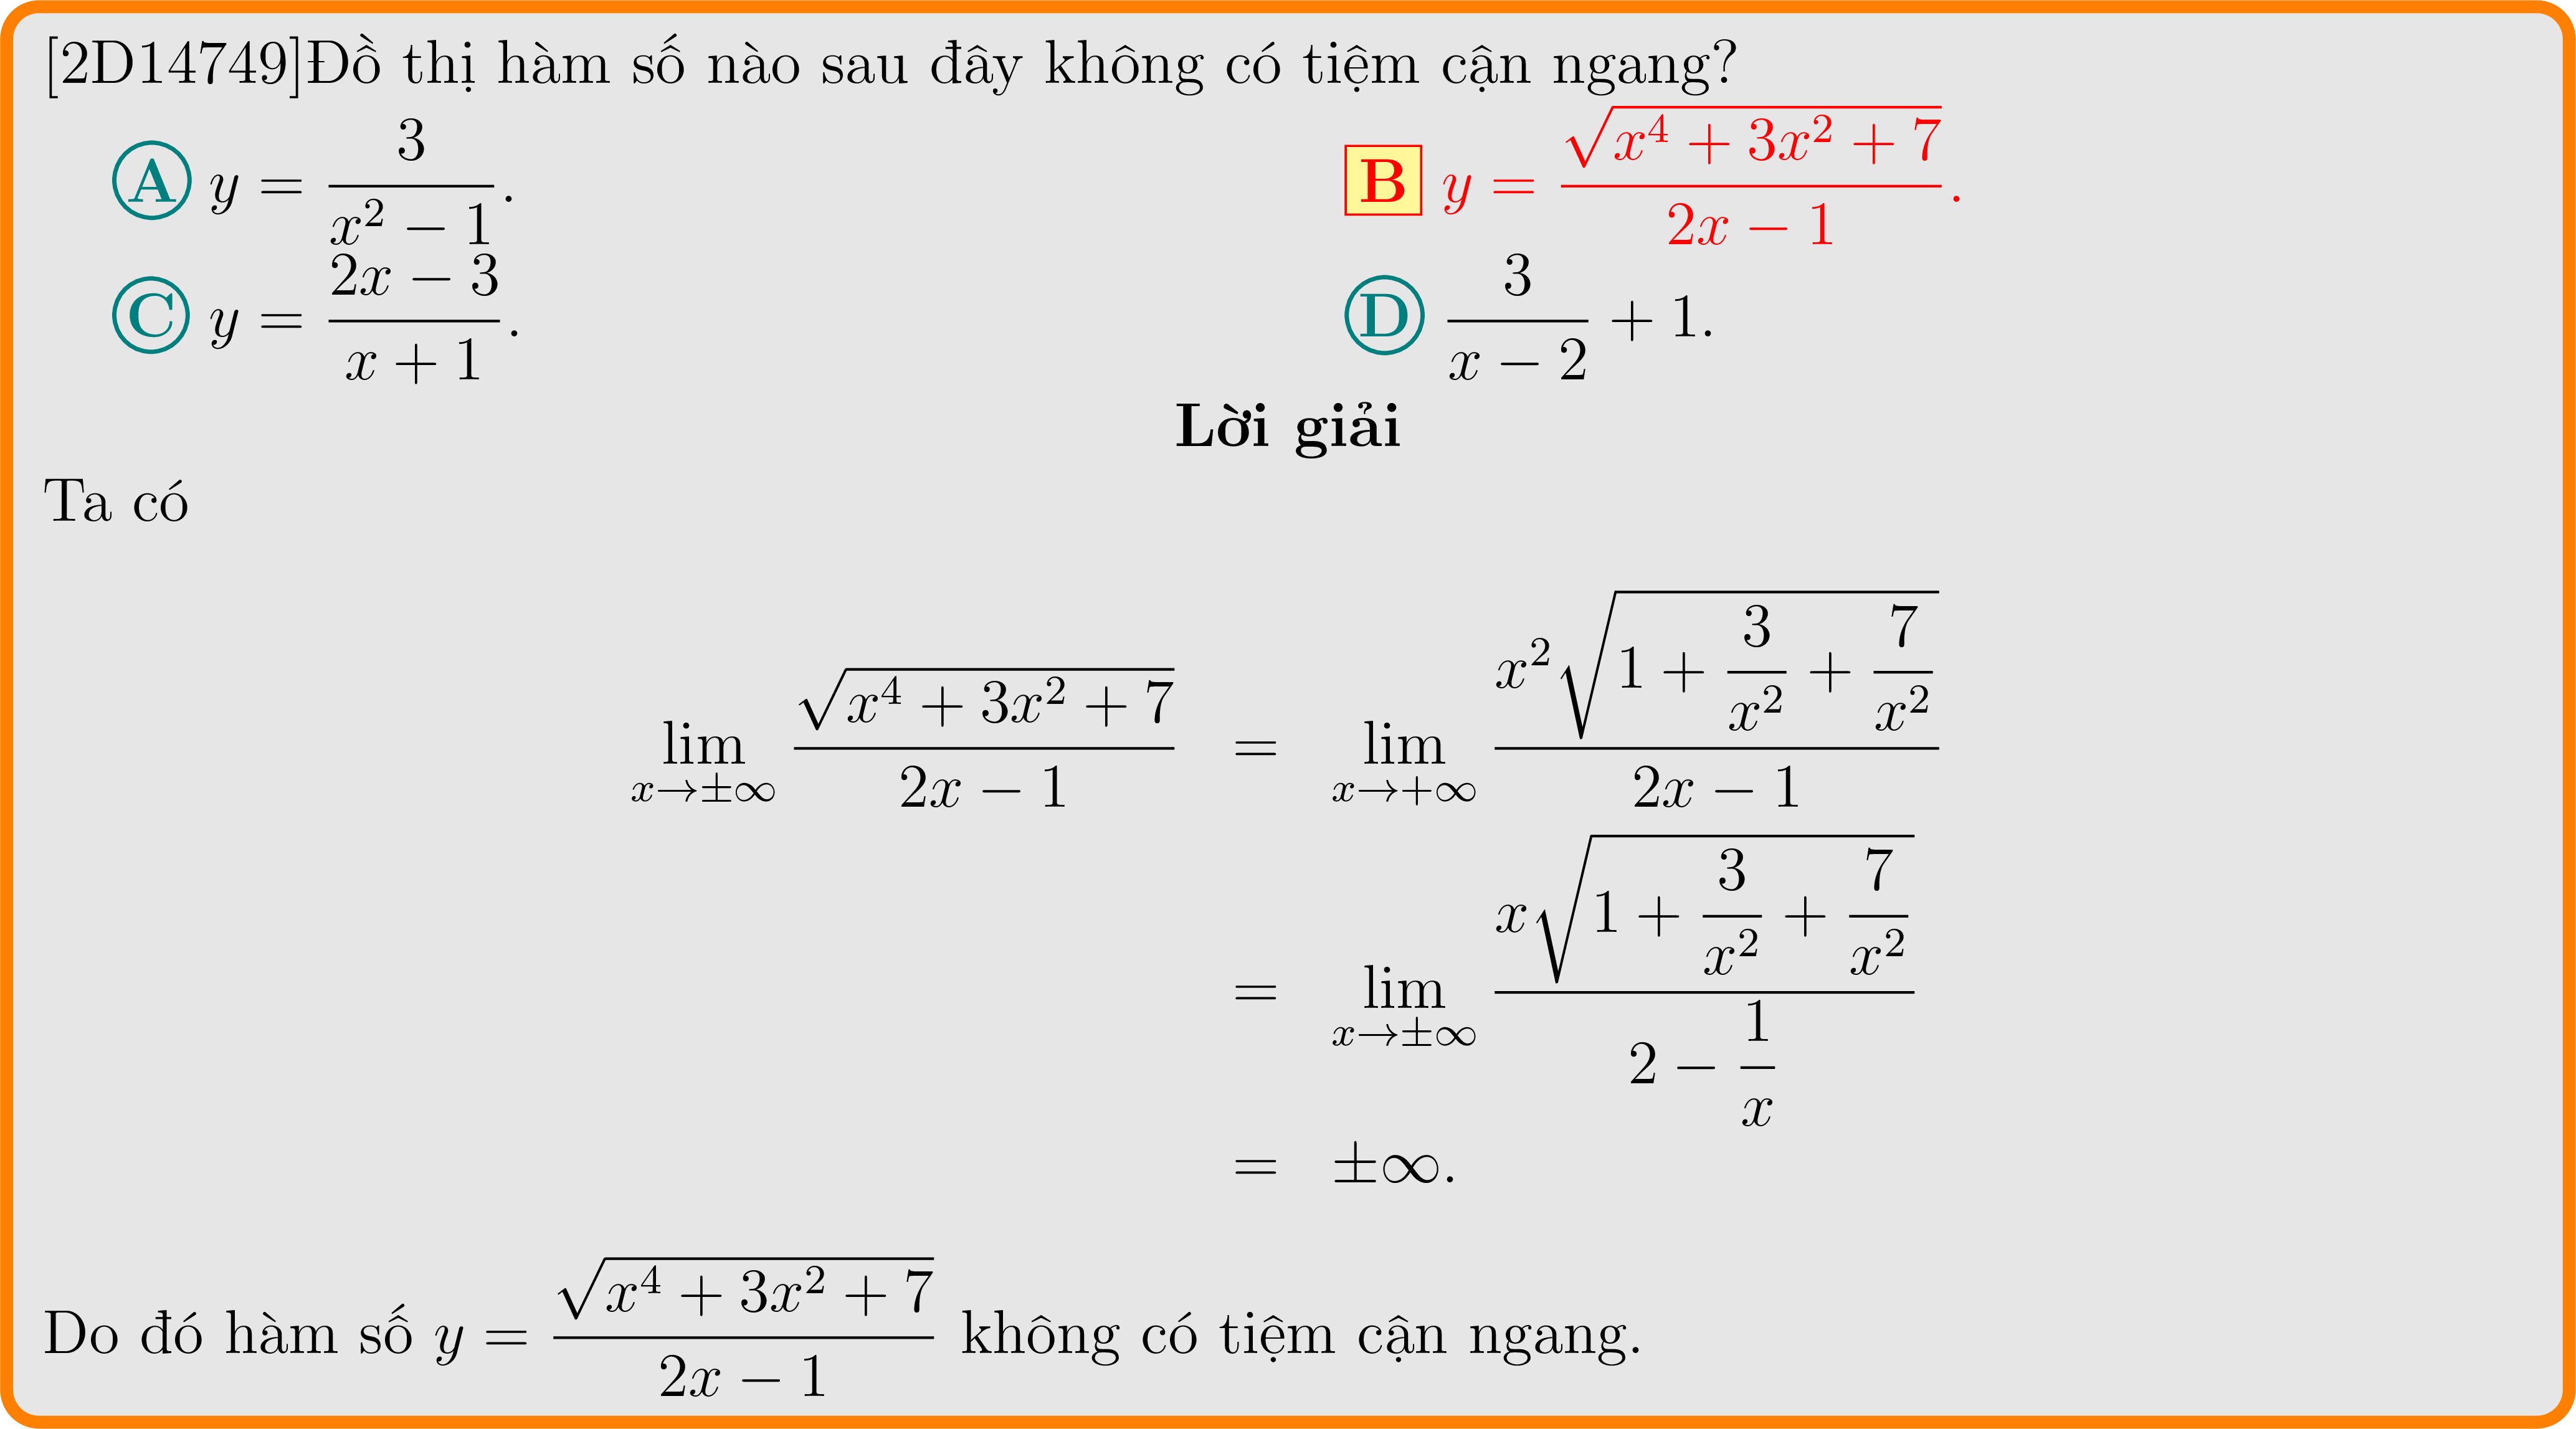 [2D14749]Đồ thị hàm số nào sau đây không có tiệm cận ngang?
A y = \frac{3}{x^2 - 1}.
B y = \frac{\sqrt{x^4 + 3x^2 + 7}}{2x - 1}.
C y = \frac{2x - 3}{x + 1}.
D \frac{3}{x - 2} + 1.
Lời giải
Ta có
\lim_{x \to \pm\infty} \frac{\sqrt{x^4 + 3x^2 + 7}}{2x - 1} = \lim_{x \to +\infty} \frac{x^2\sqrt{1 + \frac{3}{x^2} + \frac{7}{x^2}}}{2x - 1}
= \lim_{x \to \pm\infty} \frac{x\sqrt{1 + \frac{3}{x^2} + \frac{7}{x^2}}}{2 - \frac{1}{x}}
= \pm\infty.
Do đó hàm số y = \frac{\sqrt{x^4 + 3x^2 + 7}}{2x - 1} không có tiệm cận ngang.